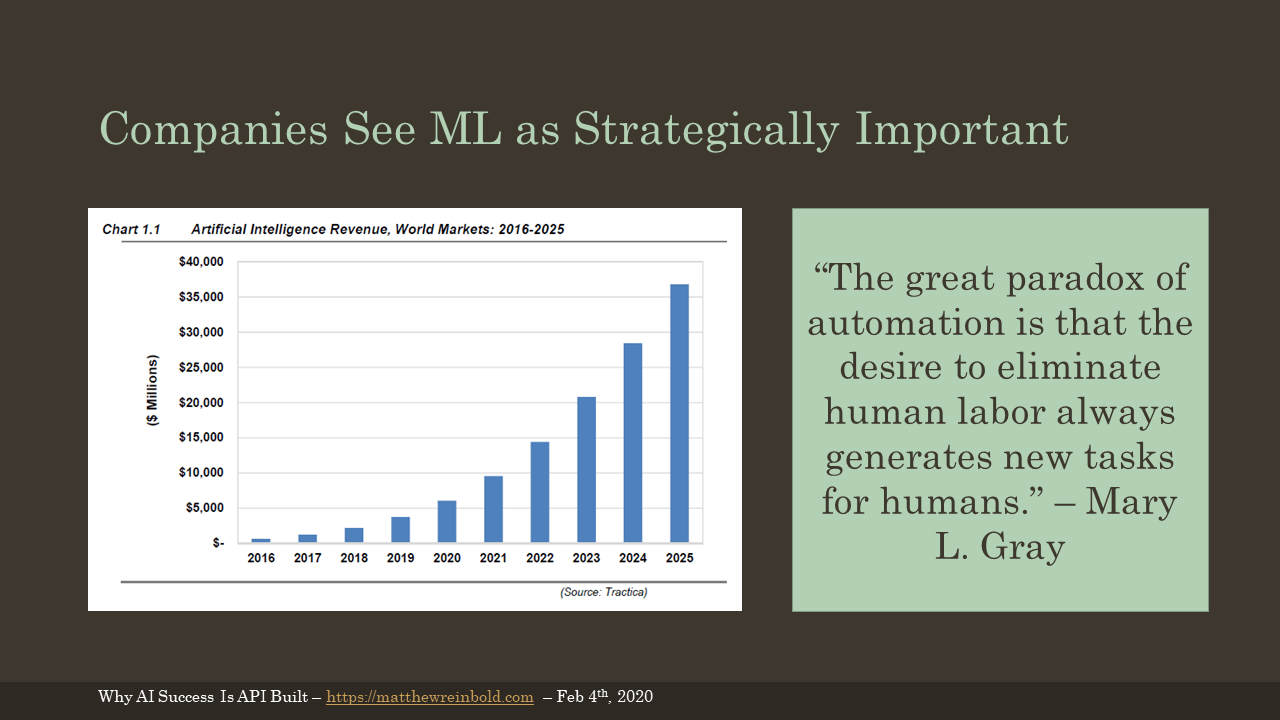 Companies See ML as Strategically Important
Chart 1.1 Artificial Intelligence Revenue, World Markets: 2016-2025
$40,000
$35,000
$30,000
$25,000
$20,000
$15,000
$10,000
$5,000
$-
($ Millions)
2016 2017 2018 2019 2020 2021 2022 2023 2024 2025
(Source: Tractica)
“The great paradox of
automation is that the
desire to eliminate
human labor always
generates new tasks
for humans.” – Mary
L. Gray
Why AI Success Is API Built – https://matthewreinbold.com – Feb 4th, 2020